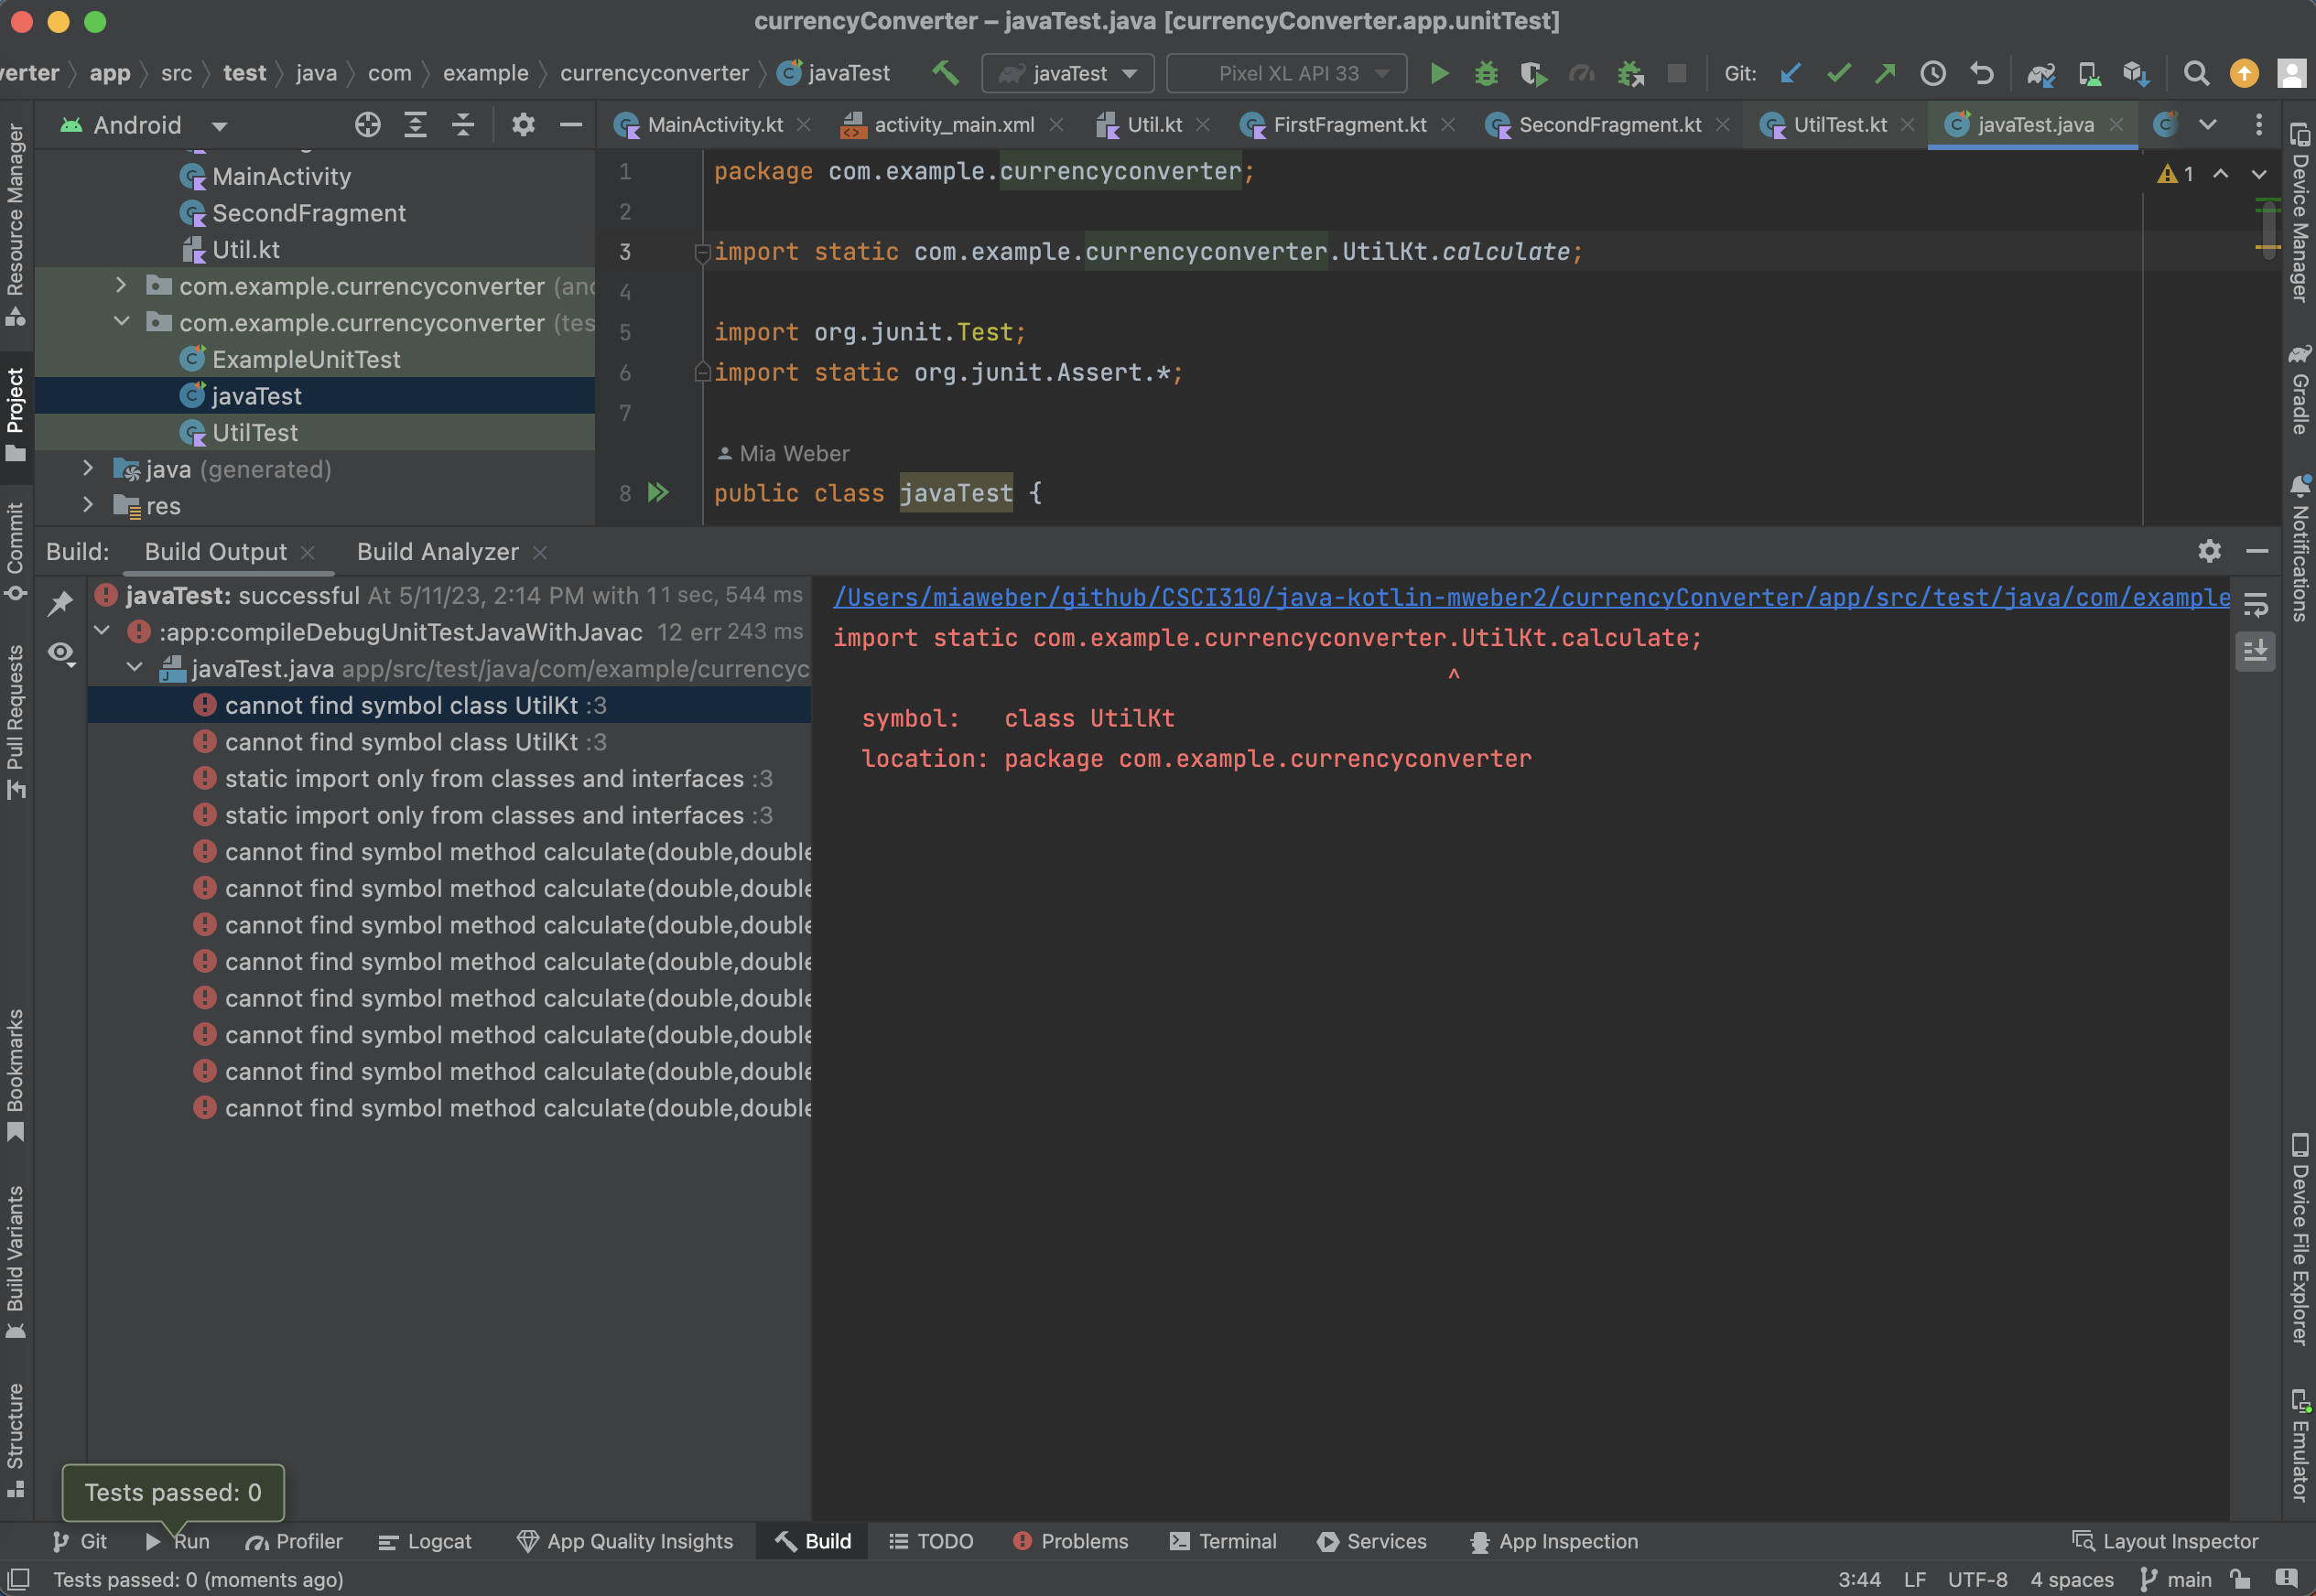 currencyConverter – javaTest.java [currencyConverter.app.unitTest]
verter app src test java com example currencyconverter javaTest
javaTest
Pixel XL API 33
Git:
Android
MainActivity.kt
activity_main.xml
Util.kt
FirstFragment.kt
SecondFragment.kt
UtilTest.kt
javaTest.java
MainActivity
SecondFragment
Util.kt
com.example.currencyconverter (and
com.example.currencyconverter (tes
ExampleUnitTest
javaTest
UtilTest
java (generated)
res
1 package com.example.currencyconverter;
2
3 import static com.example.currencyconverter.UtilKt.calculate;
4
5 import org.junit.Test;
6 import static org.junit.Assert.*;
7
Mia Weber
8 public class javaTest {
1
Build: Build Output Build Analyzer
javaTest: successful At 5/11/23, 2:14 PM with 11 sec, 544 ms
:app:compileDebugUnitTestJavaWithJavac 12 err 243 ms
javaTest.java app/src/test/java/com/example/currencyc
cannot find symbol class UtilKt :3
cannot find symbol class UtilKt :3
static import only from classes and interfaces :3
static import only from classes and interfaces :3
cannot find symbol method calculate(double,double
cannot find symbol method calculate(double,double
cannot find symbol method calculate(double,double
cannot find symbol method calculate(double,double
cannot find symbol method calculate(double,double
cannot find symbol method calculate(double,double
cannot find symbol method calculate(double,double
cannot find symbol method calculate(double,double
/Users/miaweber/github/CSCI310/java-kotlin-mweber2/currencyConverter/app/src/test/java/com/example
import static com.example.currencyconverter.UtilKt.calculate;
^
symbol: class UtilKt
location: package com.example.currencyconverter
Resource Manager
Project
Commit
Pull Requests
Bookmarks
Build Variants
Structure
Device Manager
Gradle
Notifications
Device File Explorer
Emulator
Tests passed: 0
Git Run Profiler Logcat App Quality Insights Build TODO Problems Terminal Services App Inspection Layout Inspector
Tests passed: 0 (moments ago)
3:44 LF UTF-8 4 spaces main